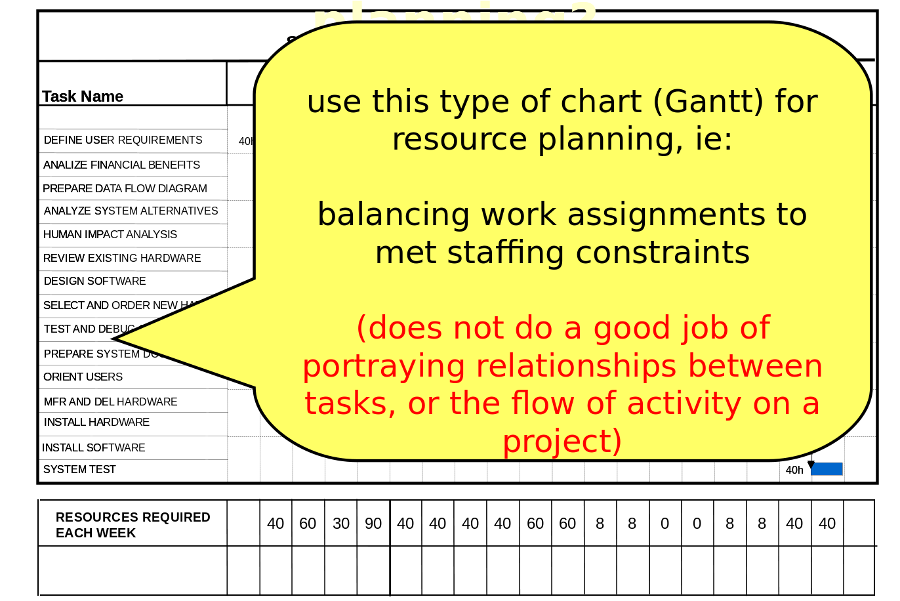 planning?
Task Name
DEFINE USER REQUIREMENTS
40h
ANALIZE FINANCIAL BENEFITS
PREPARE DATA FLOW DIAGRAM
ANALYZE SYSTEM ALTERNATIVES
HUMAN IMPACT ANALYSIS
REVIEW EXISTING HARDWARE
DESIGN SOFTWARE
SELECT AND ORDER NEW
TEST AND DEBUG
PREPARE SYSTEM
ORIENT USERS
MFR AND DEL HARDWARE
INSTALL HARDWARE
INSTALL SOFTWARE
SYSTEM TEST
use this type of chart (Gantt) for
resource planning, ie:
balancing work assignments to
met staffing constraints
(does not do a good job of
portraying relationships between
tasks, or the flow of activity on a
project)
40h
RESOURCES REQUIRED
EACH WEEK
40 60 30 90 40 40 40 40 60 60 8 8 0 0 8 8 40 40